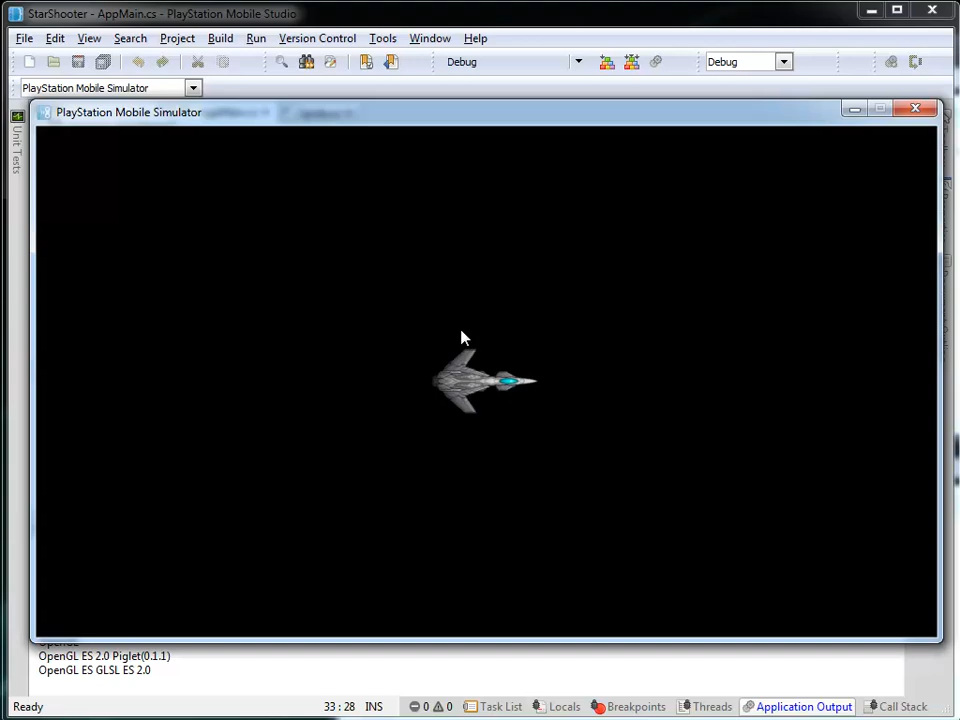 StarShooter - AppMain.cs - PlayStation Mobile Studio
File Edit View Search Project Build Run Version Control Tools Window Help
Debug Debug
PlayStation Mobile Simulator
PlayStation Mobile Simulator
Unit Tests
OpenGL ES 2.0 Piglet(0.1.1)
OpenGL ES GLSL ES 2.0
Ready 33 : 28 INS 0 0 Task List Locals Breakpoints Threads Application Output Call Stack